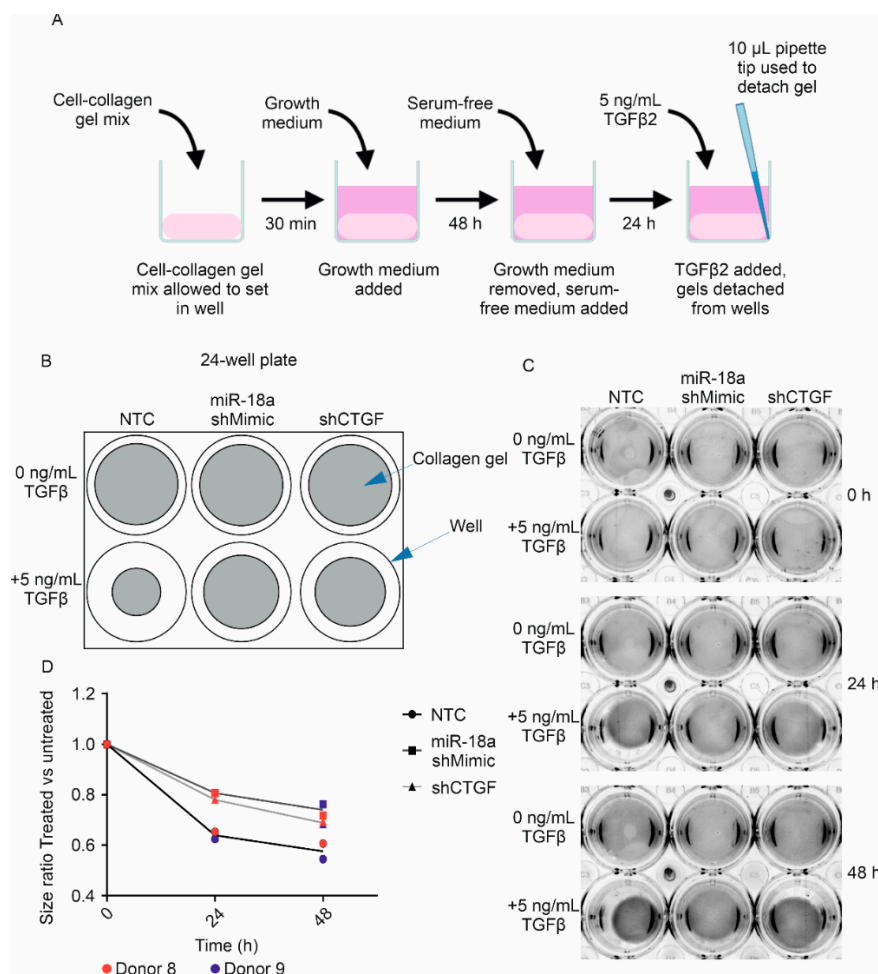 A
Cell-collagen
gel mix
Growth
medium
Serum-free
medium
5 ng/mL
TGFβ2
10 µL pipette
tip used to
detach gel
30 min
48 h
24 h
Cell-collagen gel
mix allowed to set
in well
Growth medium
added
Growth medium
removed, serum-
free medium added
TGFβ2 added,
gels detached
from wells
B
24-well plate
NTC
miR-18a
shMimic
shCTGF
0 ng/mL
TGFβ
+5 ng/mL
TGFβ
Collagen gel
Well
C
NTC
miR-18a
shMimic
shCTGF
0 ng/mL
TGFβ
+5 ng/mL
TGFβ
0 h
0 ng/mL
TGFβ
+5 ng/mL
TGFβ
24 h
0 ng/mL
TGFβ
+5 ng/mL
TGFβ
48 h
D
Size ratio Treated vs untreated
1.2
1.0
0.8
0.6
0.4
0
24
48
Time (h)
NTC
miR-18a
shMimic
shCTGF
Donor 8
Donor 9